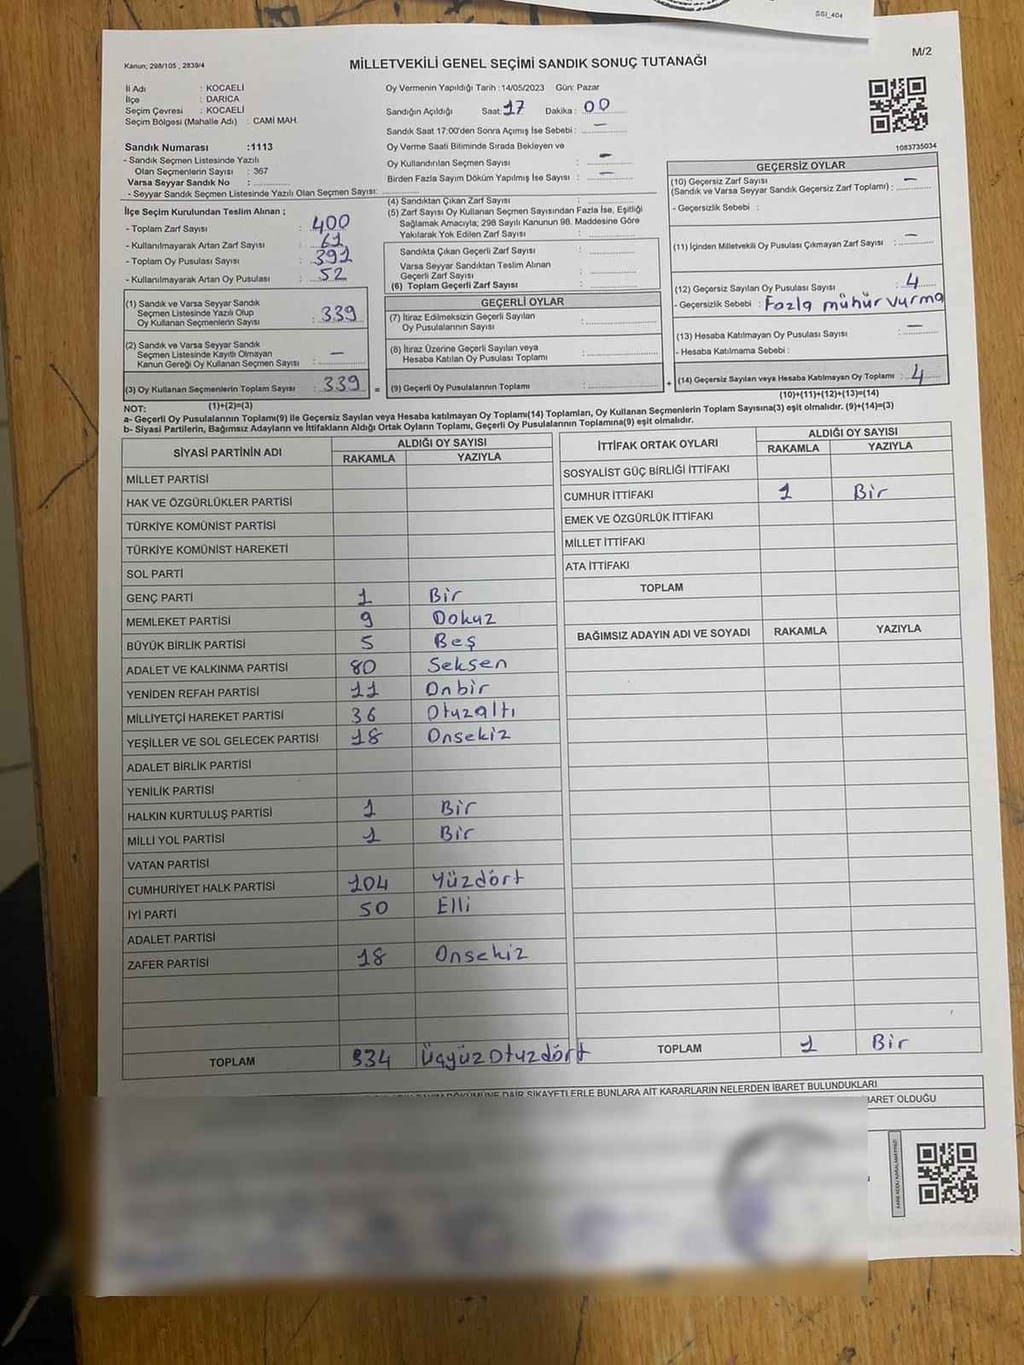 SSI_404
M/2
Kanun; 298/105 , 2839/4
MİLLETVEKİLİ GENEL SEÇİMİ SANDIK SONUÇ TUTANAĞI
İl Adı : KOCAELİ
İlçe : DARICA
Seçim Çevresi : KOCAELİ
Seçim Bölgesi (Mahalle Adı) : CAMİ MAH.
Sandık Numarası :1113
- Sandık Seçmen Listesinde Yazılı
Olan Seçmenlerin Sayısı : 367
Varsa Seyyar Sandık No :
- Seyyar Sandık Seçmen Listesinde Yazılı Olan Seçmen Sayısı:
Oy Vermenin Yapıldığı Tarih : 14/05/2023 Gün: Pazar
Sandığın Açıldığı Saat: 17 Dakika : 00
Sandık Saat 17:00'den Sonra Açımış İse Sebebi : —
Oy Verme Saati Bitiminde Sırada Bekleyen ve
Oy Kullandırılan Seçmen Sayısı : —
Birden Fazla Sayım Döküm Yapılmış İse Sayısı : —
1083735034
İlçe Seçim Kurulundan Teslim Alınan ;
- Toplam Zarf Sayısı : 400
- Kullanılmayarak Artan Zarf Sayısı : 61
- Toplam Oy Pusulası Sayısı : 391
- Kullanılmayarak Artan Oy Pusulası : 52
(1) Sandık ve Varsa Seyyar Sandık
Seçmen Listesinde Yazılı Olup
Oy Kullanan Seçmenlerin Sayısı : 339
(2) Sandık ve Varsa Seyyar Sandık
Seçmen Listesinde Kayıtlı Olmayan
Kanun Gereği Oy Kullanan Seçmen Sayısı : —
(3) Oy Kullanan Seçmenlerin Toplam Sayısı : 339
(1)+(2)=(3)
(4) Sandıktan Çıkan Zarf Sayısı :
(5) Zarf Sayısı Oy Kullanan Seçmen Sayısından Fazla İse, Eşitliği
Sağlamak Amacıyla; 298 Sayılı Kanunun 98. Maddesine Göre
Yakılarak Yok Edilen Zarf Sayısı :
Sandıkta Çıkan Geçerli Zarf Sayısı :
Varsa Seyyar Sandıktan Teslim Alınan
Geçerli Zarf Sayısı :
(6) Toplam Geçerli Zarf Sayısı :
GEÇERLİ OYLAR
(7) İtiraz Edilmeksizin Geçerli Sayılan
Oy Pusulalarının Sayısı :
(8) İtiraz Üzerine Geçerli Sayılan veya
Hesaba Katılan Oy Pusulası Toplamı :
= (9) Geçerli Oy Pusulalarının Toplamı :
GEÇERSİZ OYLAR
(10) Geçersiz Zarf Sayısı
(Sandık ve Varsa Seyyar Sandık Geçersiz Zarf Toplamı) : —
- Geçersizlik Sebebi :
(11) İçinden Milletvekili Oy Pusulası Çıkmayan Zarf Sayısı : —
(12) Geçersiz Sayılan Oy Pusulası Sayısı : 4
- Geçersizlik Sebebi : Fazla mühür vurma
(13) Hesaba Katılmayan Oy Pusulası Sayısı : —
- Hesaba Katılmama Sebebi :
+ (14) Geçersiz Sayılan veya Hesaba Katılmayan Oy Toplamı : 4
(10)+(11)+(12)+(13)=(14)
NOT:
a- Geçerli Oy Pusulalarının Toplamı(9) ile Geçersiz Sayılan veya Hesaba katılmayan Oy Toplamı(14) Toplamları, Oy Kullanan Seçmenlerin Toplam Sayısına(3) eşit olmalıdır. (9)+(14)=(3)
b- Siyasi Partilerin, Bağımsız Adayların ve İttifakların Aldığı Ortak Oyların Toplamı, Geçerli Oy Pusulalarının Toplamına(9) eşit olmalıdır.
SİYASİ PARTİNİN ADI ALDIĞI OY SAYISI
RAKAMLA YAZIYLA
MİLLET PARTİSİ
HAK VE ÖZGÜRLÜKLER PARTİSİ
TÜRKİYE KOMÜNİST PARTİSİ
TÜRKİYE KOMÜNİST HAREKETİ
SOL PARTİ
GENÇ PARTİ 1 Bir
MEMLEKET PARTİSİ 9 Dokuz
BÜYÜK BİRLİK PARTİSİ 5 Beş
ADALET VE KALKINMA PARTİSİ 80 Seksen
YENİDEN REFAH PARTİSİ 11 Onbir
MİLLİYETÇİ HAREKET PARTİSİ 36 Otuzaltı
YEŞİLLER VE SOL GELECEK PARTİSİ 18 Onsekiz
ADALET BİRLİK PARTİSİ
YENİLİK PARTİSİ
HALKIN KURTULUŞ PARTİSİ 1 Bir
MİLLİ YOL PARTİSİ 1 Bir
VATAN PARTİSİ
CUMHURİYET HALK PARTİSİ 104 Yüzdört
İYİ PARTİ 50 Elli
ADALET PARTİSİ
ZAFER PARTİSİ 18 Onsekiz
TOPLAM 334 Üçyüz Otuzdört
İTTİFAK ORTAK OYLARI ALDIĞI OY SAYISI
RAKAMLA YAZIYLA
SOSYALİST GÜÇ BİRLİĞİ İTTİFAKI
CUMHUR İTTİFAKI 1 Bir
EMEK VE ÖZGÜRLÜK İTTİFAKI
MİLLET İTTİFAKI
ATA İTTİFAKI
TOPLAM
BAĞIMSIZ ADAYIN ADI VE SOYADI RAKAMLA YAZIYLA
TOPLAM 1 Bir
DAİR ŞİKAYETLERLE BUNLARA AİT KARARLARIN NELERDEN İBARET BULUNDUKLARI
OLDUĞU